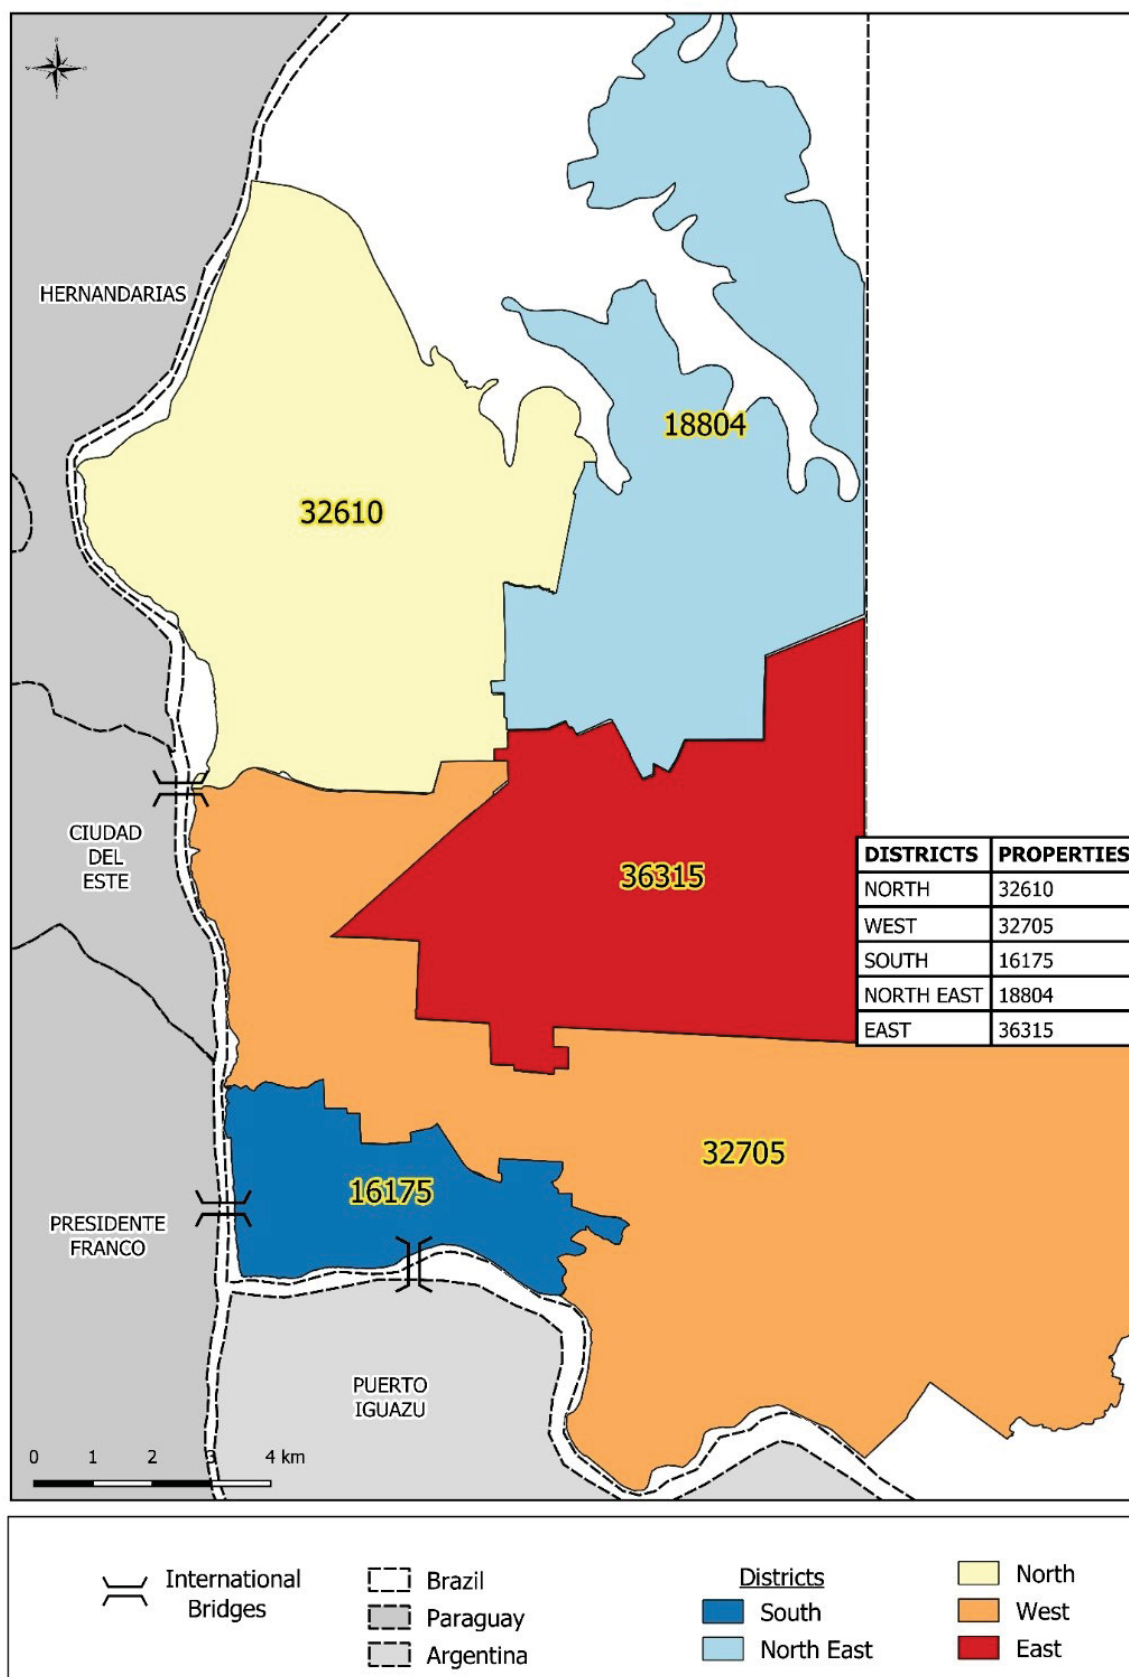 HERNANDARIAS
18804
32610
CIUDAD
DEL
ESTE
36315
DISTRICTS PROPERTIES
NORTH 32610
WEST 32705
SOUTH 16175
NORTH EAST 18804
EAST 36315
32705
16175
PRESIDENTE
FRANCO
PUERTO
IGUAZU
0 1 2 3 4 km
International
Bridges
Brazil
Paraguay
Argentina
Districts
South
North East
North
West
East